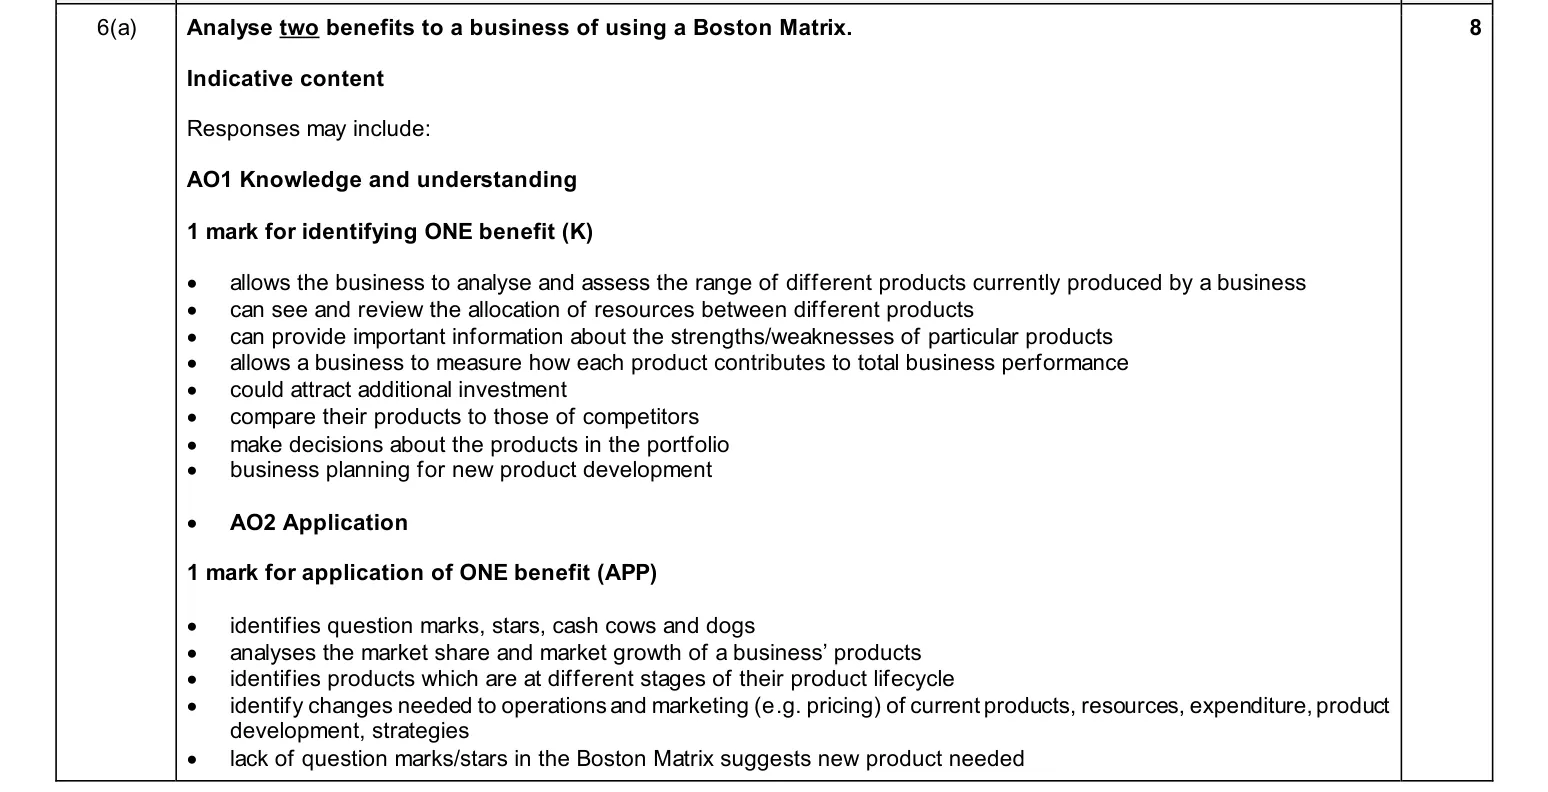 6(a) Analyse two benefits to a business of using a Boston Matrix. 8
Indicative content
Responses may include:
AO1 Knowledge and understanding
1 mark for identifying ONE benefit (K)
• allows the business to analyse and assess the range of different products currently produced by a business
• can see and review the allocation of resources between different products
• can provide important information about the strengths/weaknesses of particular products
• allows a business to measure how each product contributes to total business performance
• could attract additional investment
• compare their products to those of competitors
• make decisions about the products in the portfolio
• business planning for new product development
• AO2 Application
1 mark for application of ONE benefit (APP)
• identifies question marks, stars, cash cows and dogs
• analyses the market share and market growth of a business’ products
• identifies products which are at different stages of their product lifecycle
• identify changes needed to operations and marketing (e.g. pricing) of current products, resources, expenditure, product
development, strategies
• lack of question marks/stars in the Boston Matrix suggests new product needed